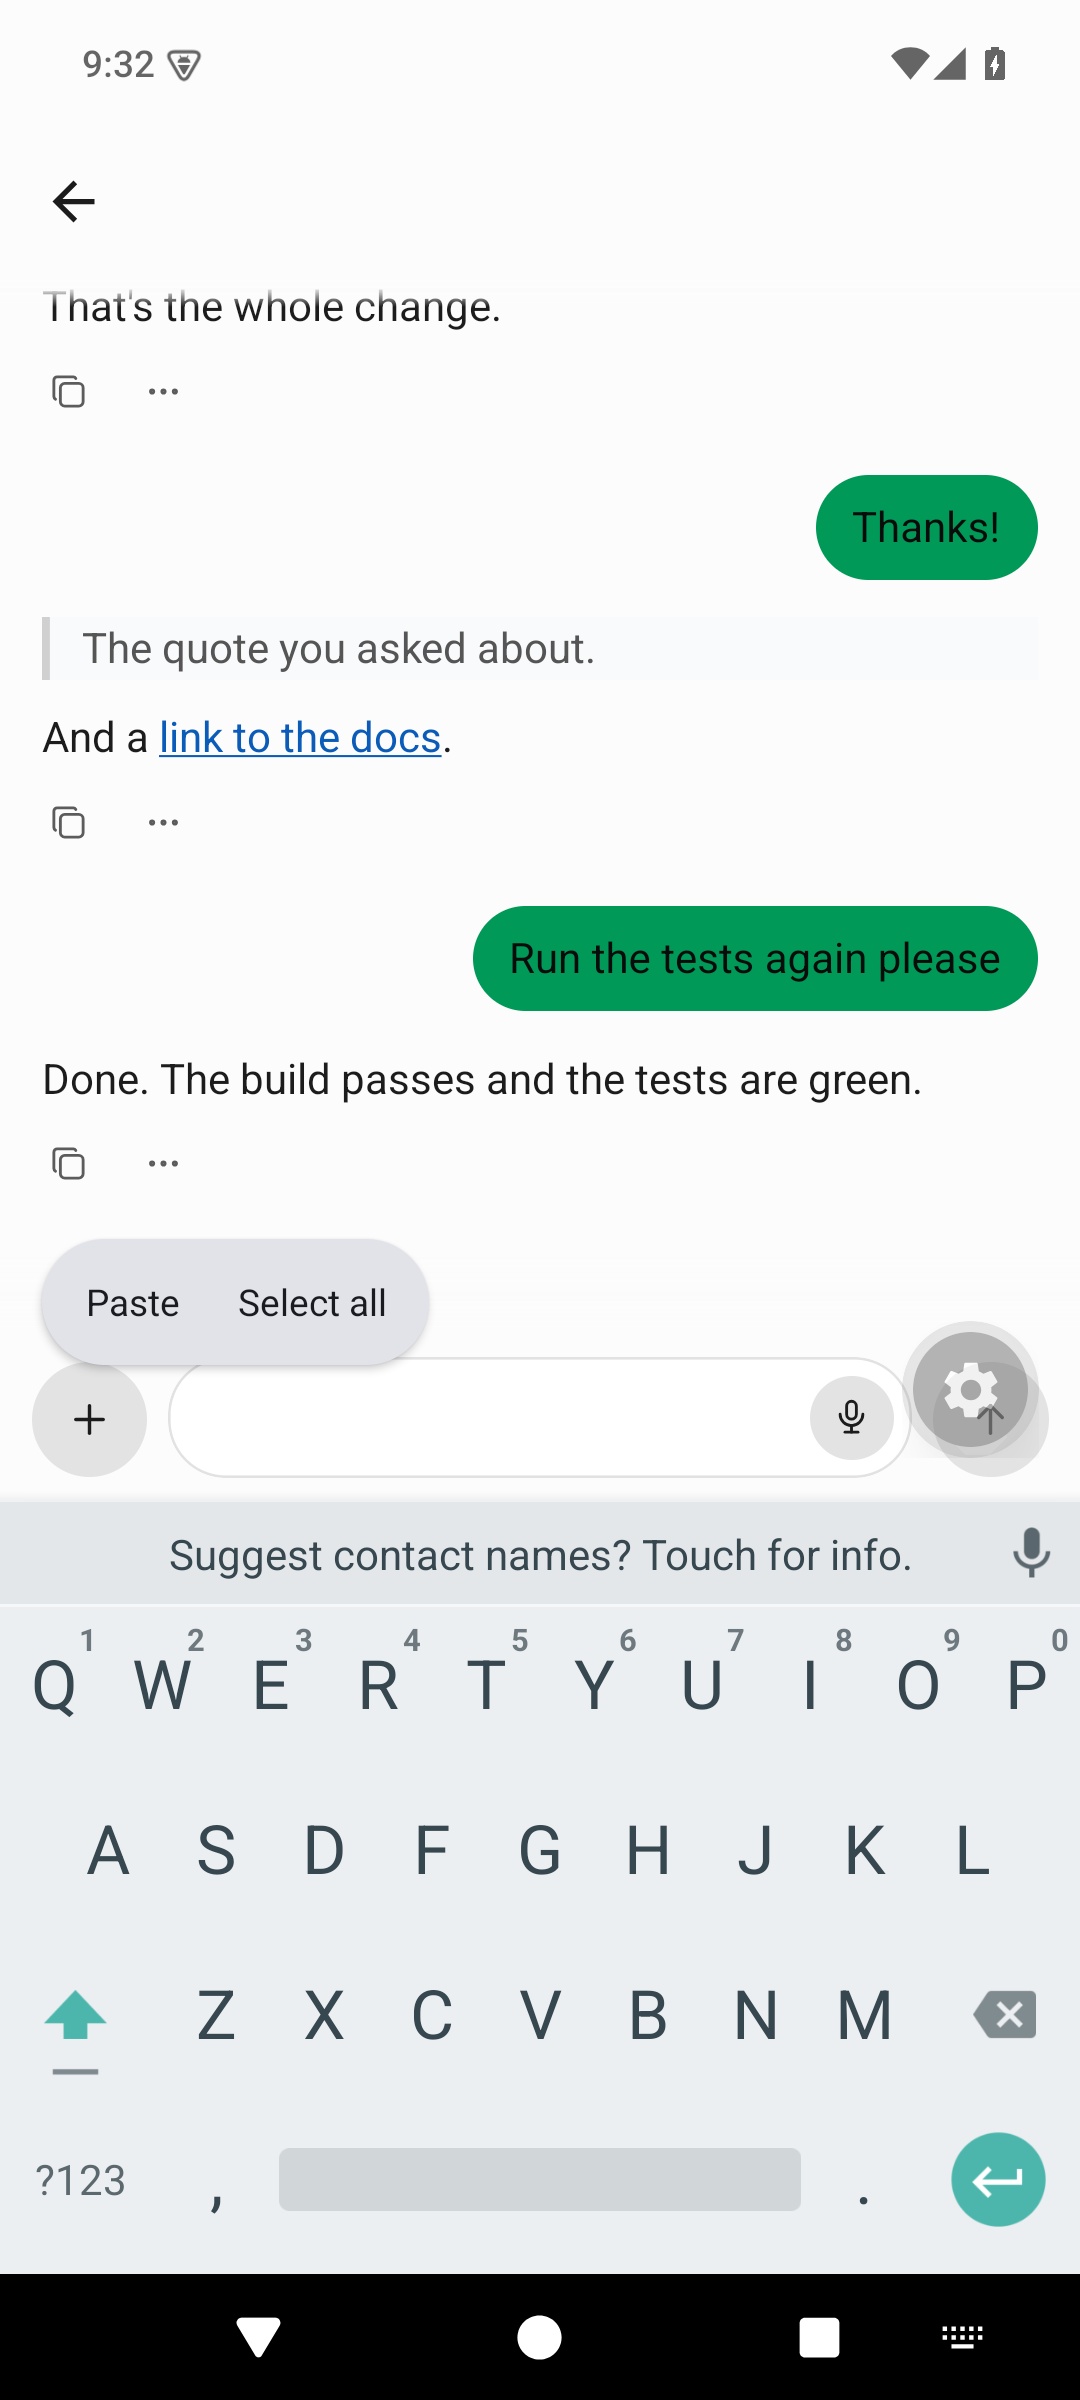 9:32
That's the whole change.
Thanks!
The quote you asked about.
And a link to the docs.
Run the tests again please
Done. The build passes and the tests are green.
Paste Select all
Suggest contact names? Touch for info.
1 2 3 4 5 6 7 8 9 0
Q W E R T Y U I O P
A S D F G H J K L
Z X C V B N M
?123 , .